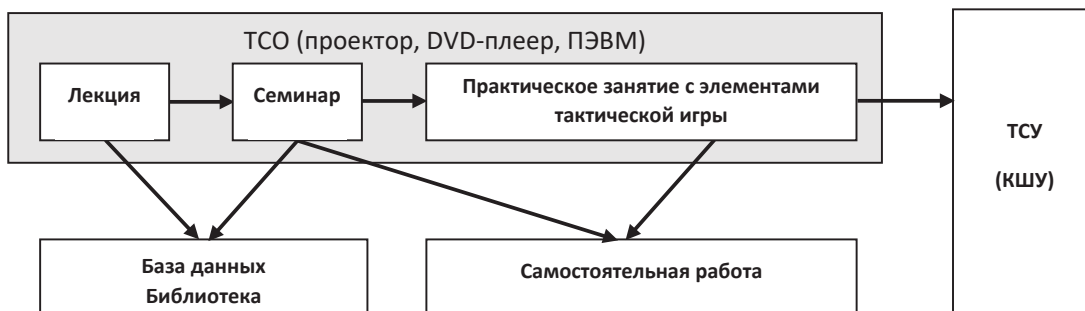 ТСО (проектор, DVD-плеер, ПЭВМ)
Лекция
Семинар
Практическое занятие с элементами
тактической игры
ТСУ
(КШУ)
База данных
Библиотека
Самостоятельная работа